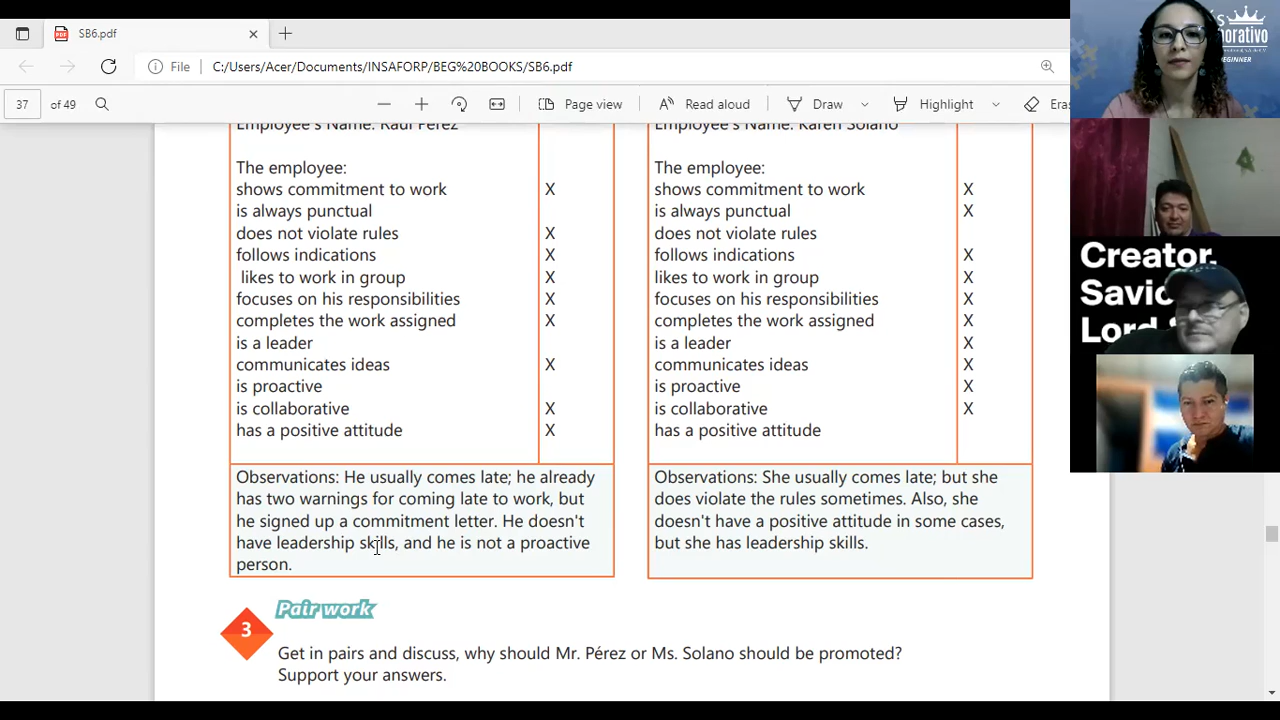 SB6.pdf
File C:/Users/Acer/Documents/INSAFORP/BEG%20BOOKS/SB6.pdf
37 of 49 Page view Read aloud Draw Highlight Eras
Employee's Name: Raúl Pérez
The employee:
shows commitment to work X
is always punctual
does not violate rules X
follows indications X
likes to work in group X
focuses on his responsibilities X
completes the work assigned X
is a leader
communicates ideas X
is proactive
is collaborative X
has a positive attitude X
Observations: He usually comes late; he already
has two warnings for coming late to work, but
he signed up a commitment letter. He doesn't
have leadership skills, and he is not a proactive
person.
Employee's Name: Karen Solano
The employee:
shows commitment to work X
is always punctual X
does not violate rules
follows indications X
likes to work in group X
focuses on his responsibilities X
completes the work assigned X
is a leader X
communicates ideas X
is proactive X
is collaborative X
has a positive attitude
Observations: She usually comes late; but she
does violate the rules sometimes. Also, she
doesn't have a positive attitude in some cases,
but she has leadership skills.
3
Pair work
Get in pairs and discuss, why should Mr. Pérez or Ms. Solano should be promoted?
Support your answers.
Creator,
Savio
Lord